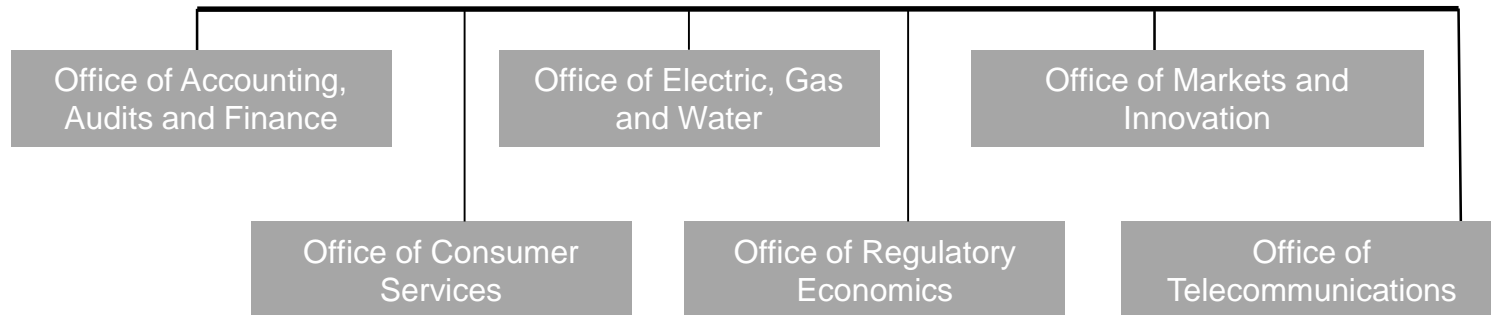 Office of Accounting,
Audits and Finance
Office of Electric, Gas
and Water
Office of Markets and
Innovation
Office of Consumer
Services
Office of Regulatory
Economics
Office of
Telecommunications